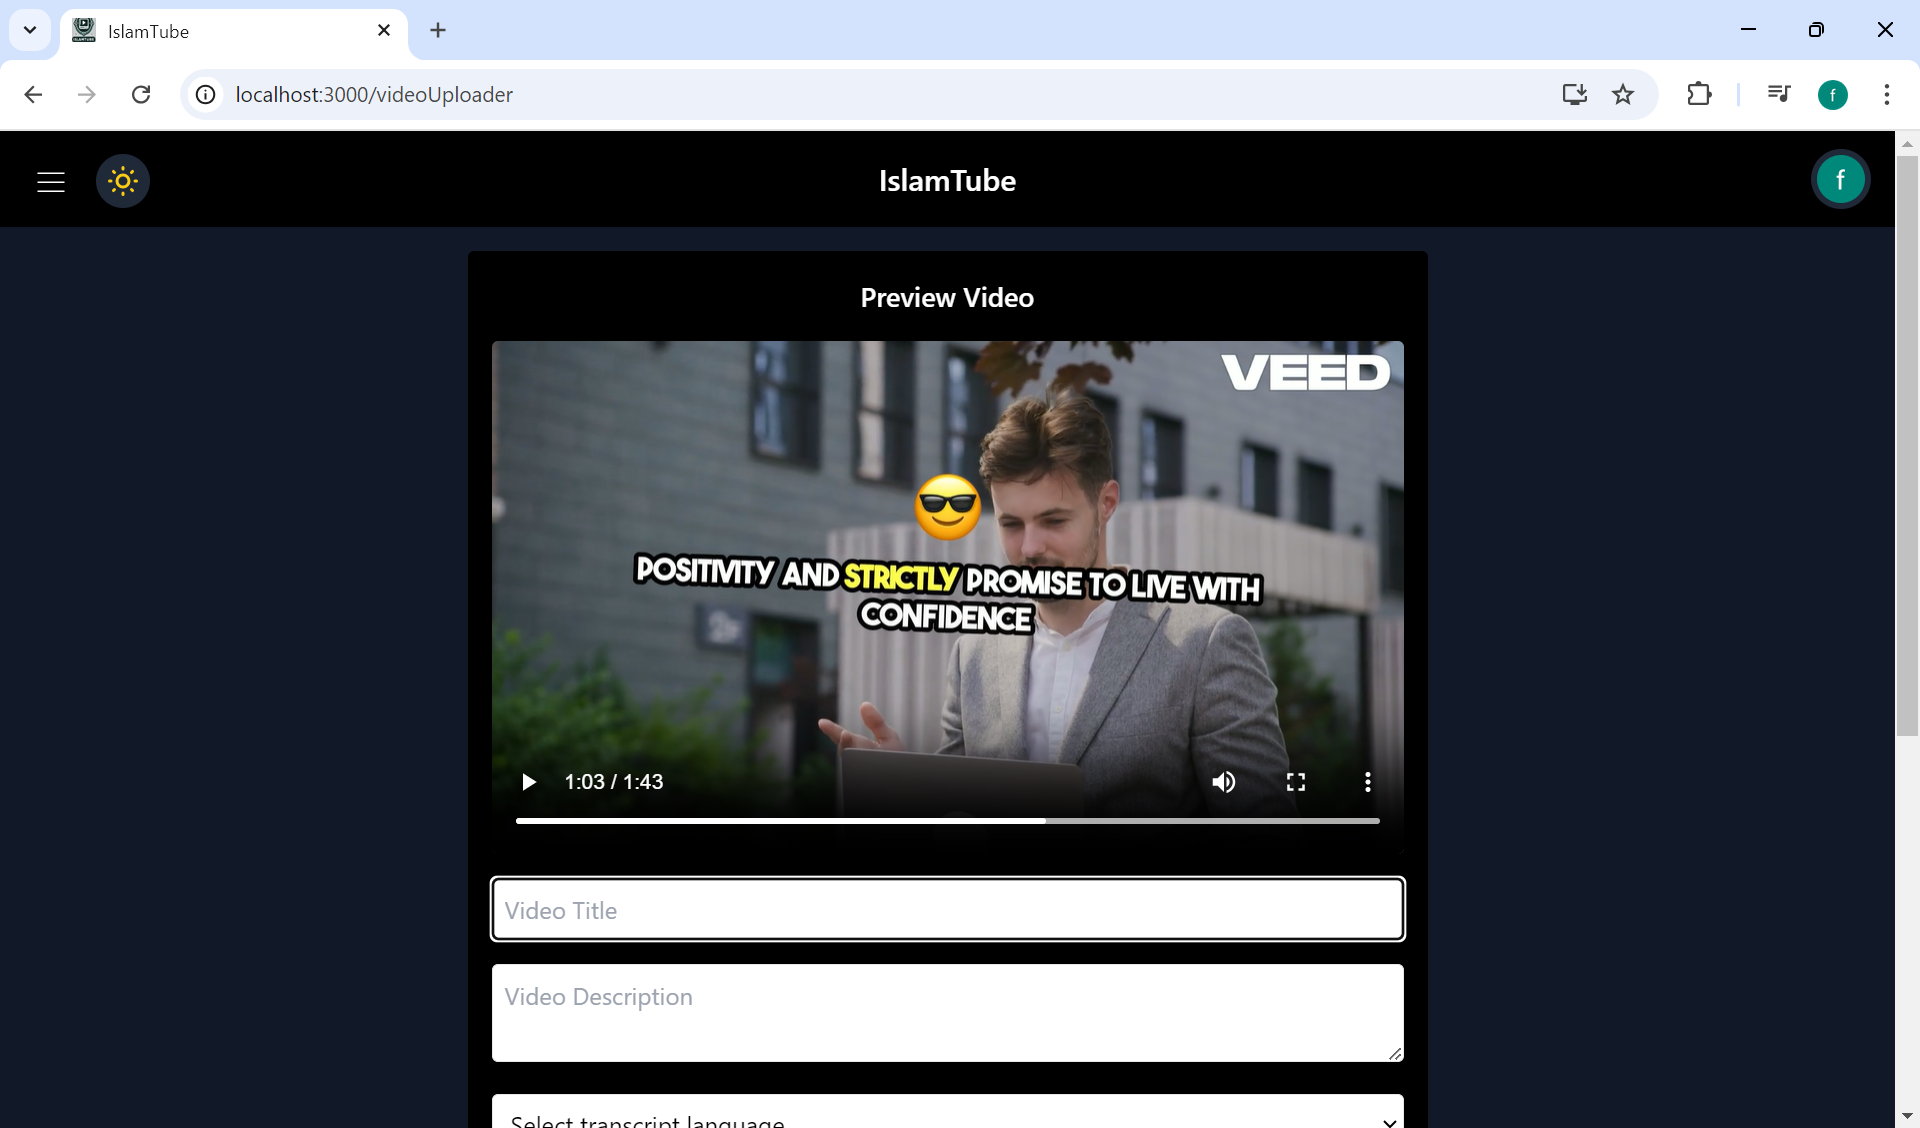 IslamTube
localhost:3000/videoUploader
f
IslamTube
f
Preview Video
VEED
POSITIVITY AND STRICTLY PROMISE TO LIVE WITH
CONFIDENCE
1:03 / 1:43
Video Title
Video Description
Select transcript language